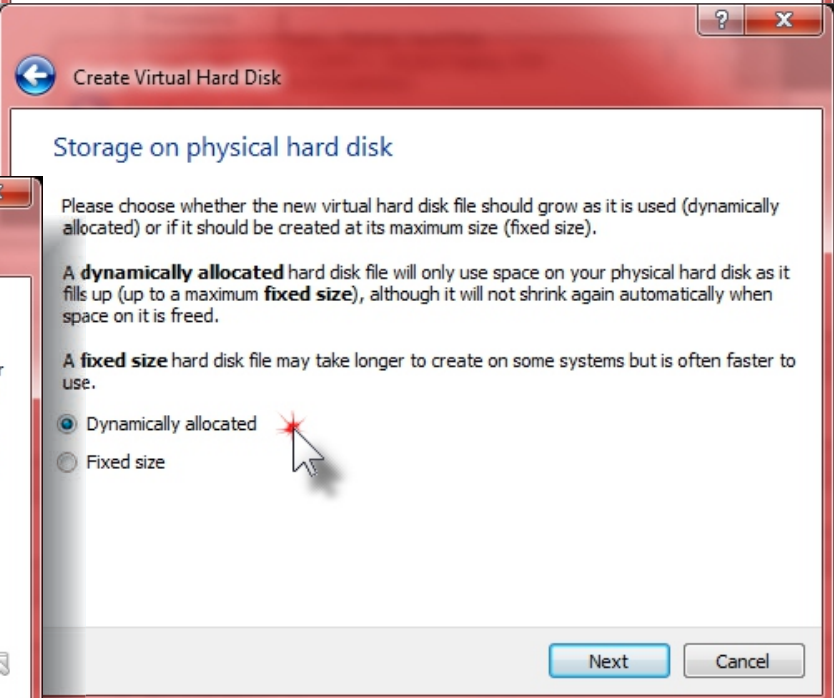 ?
Create Virtual Hard Disk
Storage on physical hard disk
Please choose whether the new virtual hard disk file should grow as it is used (dynamically
allocated) or if it should be created at its maximum size (fixed size).
A dynamically allocated hard disk file will only use space on your physical hard disk as it
fills up (up to a maximum fixed size), although it will not shrink again automatically when
space on it is freed.
A fixed size hard disk file may take longer to create on some systems but is often faster to
use.
r
Dynamically allocated
Fixed size
Next Cancel